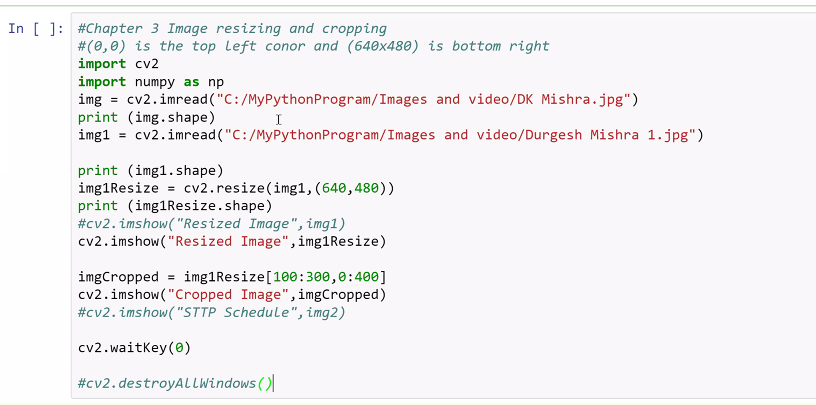 In [ ]: #Chapter 3 Image resizing and cropping
#(0,0) is the top left conor and (640x480) is bottom right
import cv2
import numpy as np
img = cv2.imread("C:/MyPythonProgram/Images and video/DK Mishra.jpg")
print (img.shape)
img1 = cv2.imread("C:/MyPythonProgram/Images and video/Durgesh Mishra 1.jpg")
print (img1.shape)
img1Resize = cv2.resize(img1,(640,480))
print (img1Resize.shape)
#cv2.imshow("Resized Image",img1)
cv2.imshow("Resized Image",img1Resize)
imgCropped = img1Resize[100:300,0:400]
cv2.imshow("Cropped Image",imgCropped)
#cv2.imshow("STTP Schedule",img2)
cv2.waitKey(0)
#cv2.destroyAllWindows()